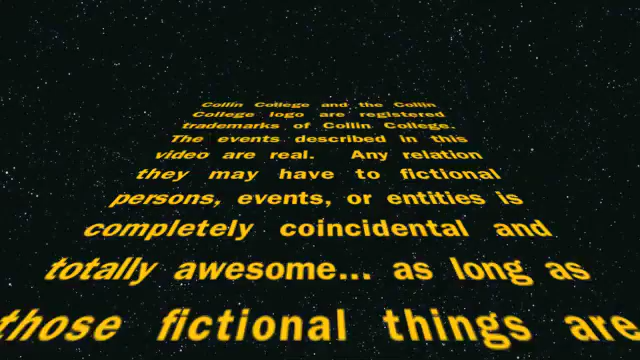 Collin College and the Collin
College logo are registered
trademarks of Collin College.
The events described in this
video are real. Any relation
they may have to fictional
persons, events, or entities is
completely coincidental and
totally awesome... as long as
those fictional things are